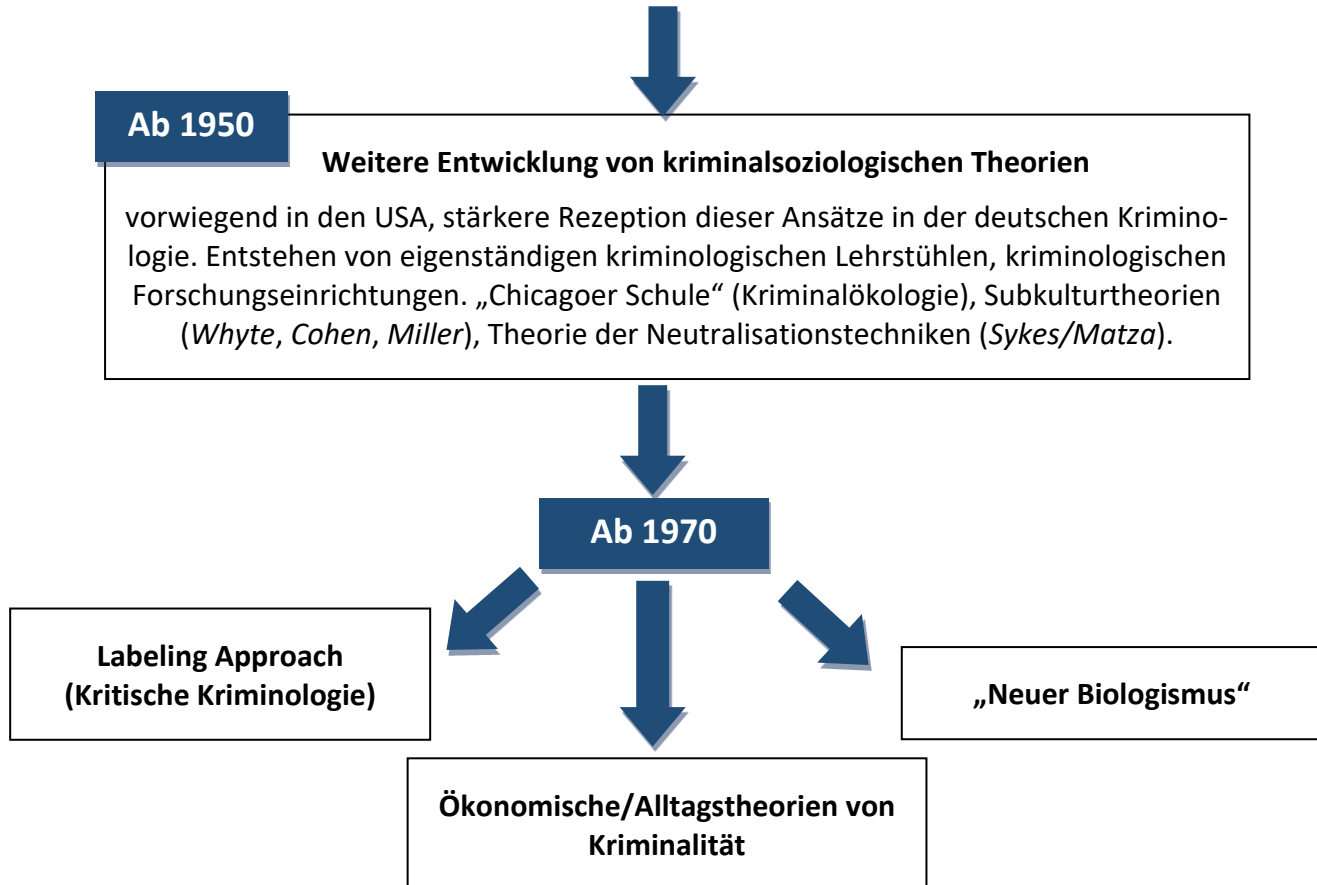 Ab 1950
Weitere Entwicklung von kriminalsoziologischen Theorien
vorwiegend in den USA, stärkere Rezeption dieser Ansätze in der deutschen Krimino-
logie. Entstehen von eigenständigen kriminologischen Lehrstühlen, kriminologischen
Forschungseinrichtungen. „Chicagoer Schule“ (Kriminalökologie), Subkulturtheorien
(Whyte, Cohen, Miller), Theorie der Neutralisationstechniken (Sykes/Matza).
Ab 1970
Labeling Approach
(Kritische Kriminologie)
„Neuer Biologismus“
Ökonomische/Alltagstheorien von
Kriminalität